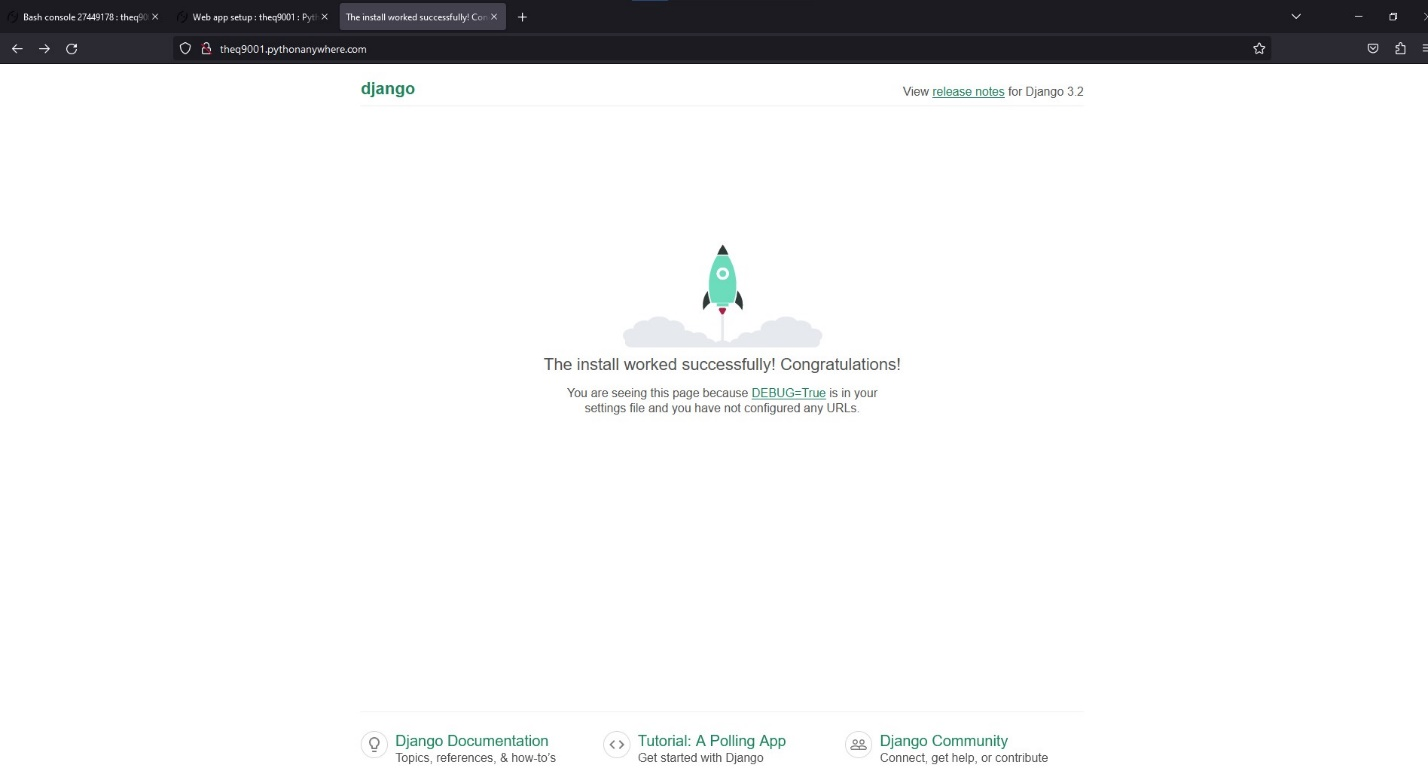 Bash console 27449178 : theq90
Web app setup : theq9001 : Pyth
The install worked successfully! Con
theq9001.pythonanywhere.com
django
View release notes for Django 3.2
The install worked successfully! Congratulations!
You are seeing this page because DEBUG=True is in your
settings file and you have not configured any URLs.
Django Documentation
Topics, references, & how-to's
Tutorial: A Polling App
Get started with Django
Django Community
Connect, get help, or contribute